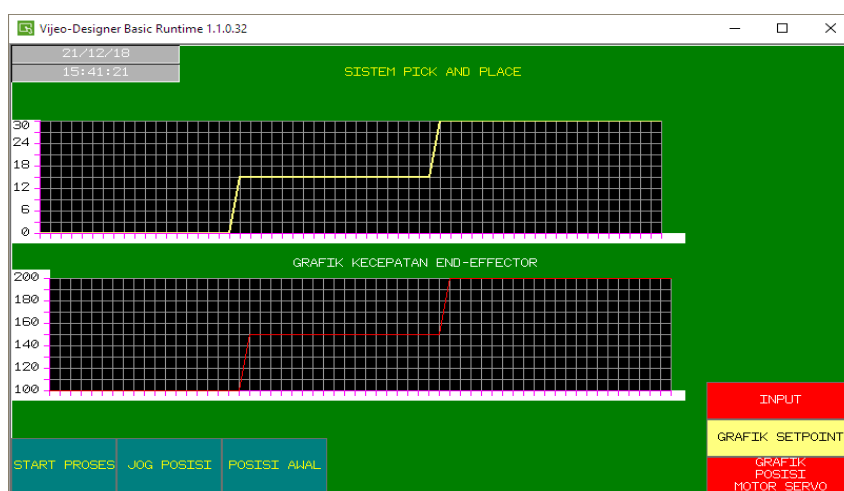 Vijeo-Designer Basic Runtime 1.1.0.32
21/12/18
15:41:21
SISTEM PICK AND PLACE
30
24
18
12
6
0
GRAFIK KECEPATAN END-EFFECTOR
200
180
160
140
120
100
INPUT
GRAFIK SETPOINT
GRAFIK
POSISI
MOTOR SERVO
START PROSES
JOG POSISI
POSISI AWAL